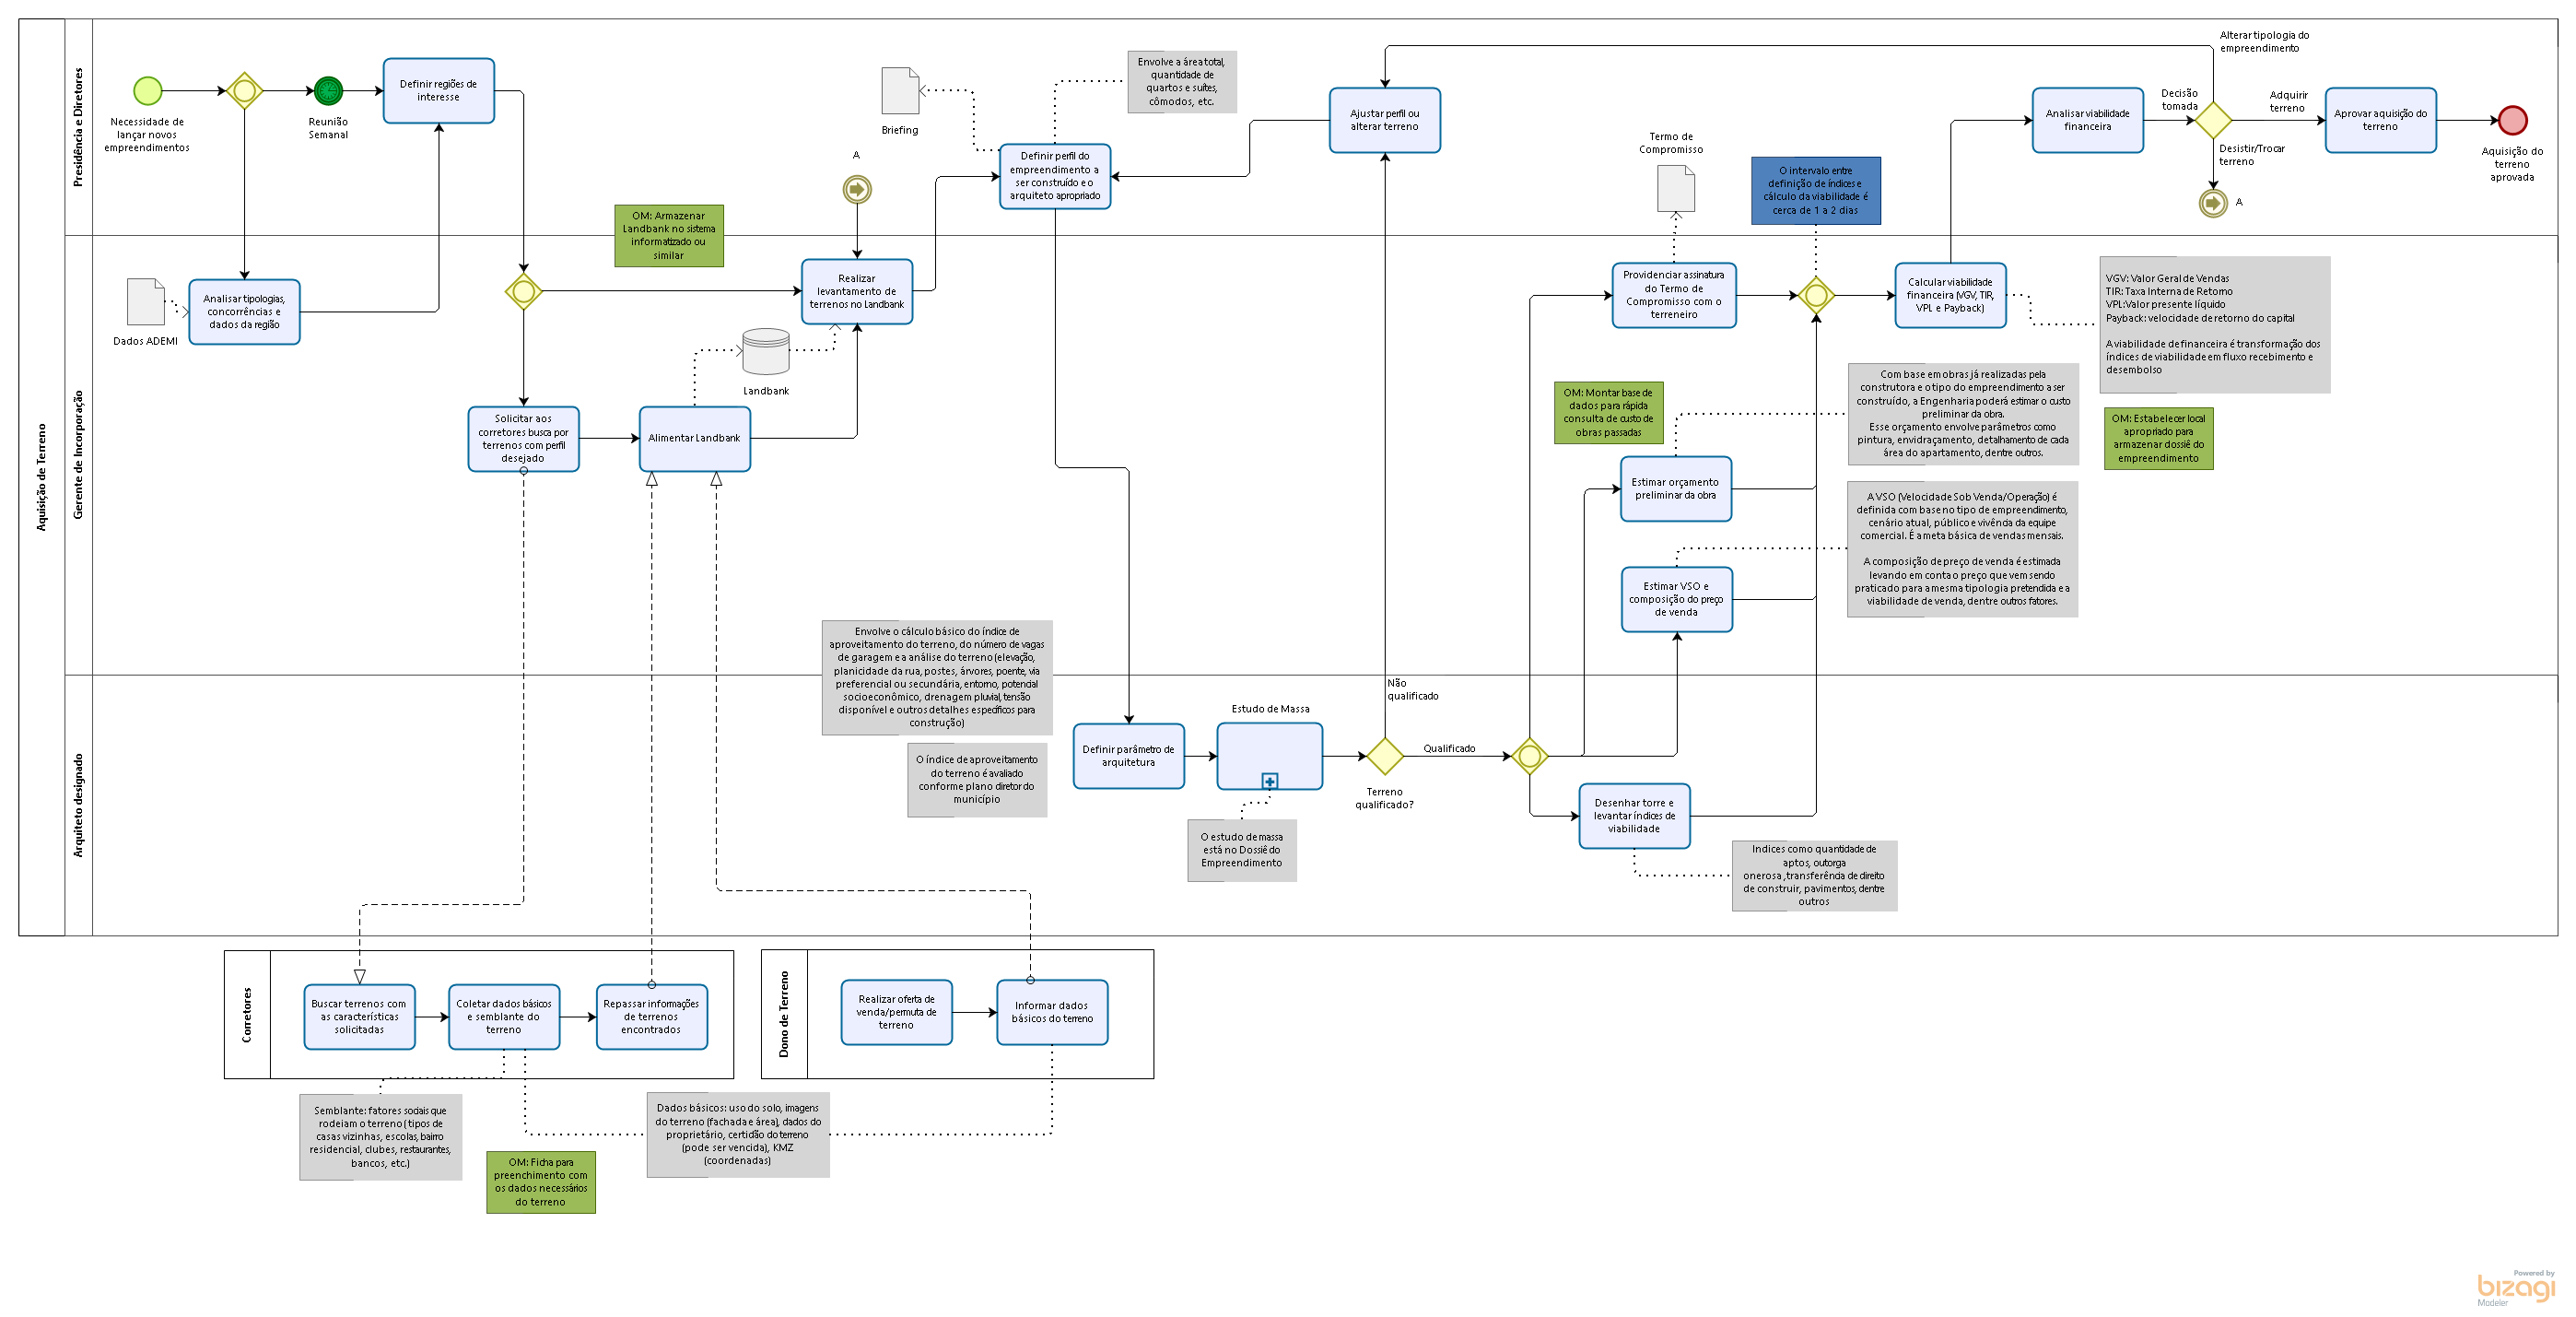 Aquisição de Terreno
Presidência e Diretores
Necessidade de
lançar novos
empreendimentos
Reunião
Semanal
Definir regiões de
interesse
Briefing
A
Envolve a área total,
quantidade de
quartos e suítes,
cômodos, etc.
Definir perfil do
empreendimento a
ser construído e o
arquiteto apropriado
Ajustar perfil ou
alterar terreno
Termo de
Compromisso
O intervalo entre
definição de índices e
cálculo da viabilidade é
cerca de 1 a 2 dias
Analisar viabilidade
financeira
Decisão
tomada
Alterar tipologia do
empreendimento
Adquirir
terreno
Desistir/Trocar
terreno
A
Aprovar aquisição do
terreno
Aquisição do
terreno
aprovada
Gerente de Incorporação
Dados ADEMI
Analisar tipologias,
concorrências e
dados da região
OM: Armazenar
Landbank no sistema
informatizado ou
similar
Realizar
levantamento de
terrenos no Landbank
Landbank
Solicitar aos
corretores busca por
terrenos com perfil
desejado
Alimentar Landbank
Providenciar assinatura
do Termo de
Compromisso com o
terreneiro
Calcular viabilidade
financeira (VGV, TIR,
VPL e Payback)
VGV: Valor Geral de Vendas
TIR: Taxa Interna de Retorno
VPL:Valor presente líquido
Payback: velocidade de retorno do capital
A viabilidade definanceira é transformação dos
índices de viabilidade em fluxo recebimento e
desembolso
OM: Montar base de
dados para rápida
consulta de custo de
obras passadas
Com base em obras já realizadas pela
construtora e o tipo do empreendimento a ser
construído, a Engenharia poderá estimar o custo
preliminar da obra.
Esse orçamento envolve parâmetros como
pintura, envidraçamento, detalhamento de cada
área do apartamento, dentre outros.
OM: Estabelecer local
apropriado para
armazenar dossiê do
empreendimento
Estimar orçamento
preliminar da obra
A VSO (Velocidade Sob Venda/Operação) é
definida com base no tipo de empreendimento,
cenário atual, público e vivência da equipe
comercial. É a meta básica de vendas mensais.
A composição de preço de venda é estimada
levando em conta o preço que vem sendo
praticado para a mesma tipologia pretendida e a
viabilidade de venda, dentre outros fatores.
Estimar VSO e
composição do preço
de venda
Arquiteto designado
Envolve o cálculo básico do índice de
aproveitamento do terreno, do número de vagas
de garagem e a análise do terreno (elevação,
planicidade da rua, postes, árvores, poente, via
preferencial ou secundária, entorno, potencial
socioeconômico, drenagem pluvial, tensão
disponível e outros detalhes específicos para
construção)
O índice de aproveitamento
do terreno é avaliado
conforme plano diretor do
município
Definir parâmetro de
arquitetura
Estudo de Massa
O estudo de massa
está no Dossiê do
Empreendimento
Não
qualificado
Terreno
qualificado?
Qualificado
Desenhar torre e
levantar índices de
viabilidade
Indices como quantidade de
aptos, outorga
onerosa ,transferência de direito
de construir, pavimentos, dentre
outros
Corretores
Buscar terrenos com
as características
solicitadas
Coletar dados básicos
e semblante do
terreno
Repassar informações
de terrenos
encontrados
Dono de Terreno
Realizar oferta de
venda/permuta de
terreno
Informar dados
básicos do terreno
Semblante: fatores sociais que
rodeiam o terreno ( tipos de
casas vizinhas, escolas, bairro
residencial, clubes, restaurantes,
bancos, etc.)
OM: Ficha para
preenchimento com
os dados necessários
do terreno
Dados básicos: uso do solo, imagens
do terreno (fachada e área), dados do
proprietário, certidão do terreno
(pode ser vencida), KMZ
(coordenadas)
Powered by
bizagi
Modeler